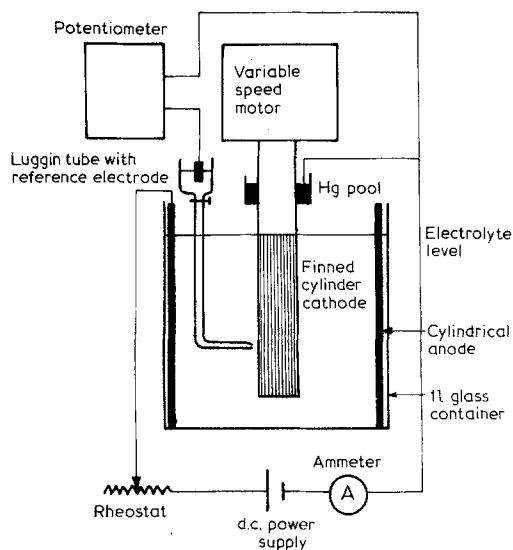 Potentiometer
Variable
speed
motor
Luggin tube with
reference electrode
Hg pool
Electrolyte
level
Finned
cylinder
cathode
Cylindrical
anode
1l glass
container
Ammeter
A
Rheostat
d.c. power
supply